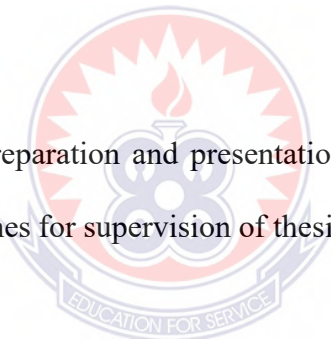 reparation and presentatio
nes for supervision of thesi
EDUCATION FOR SERVICE